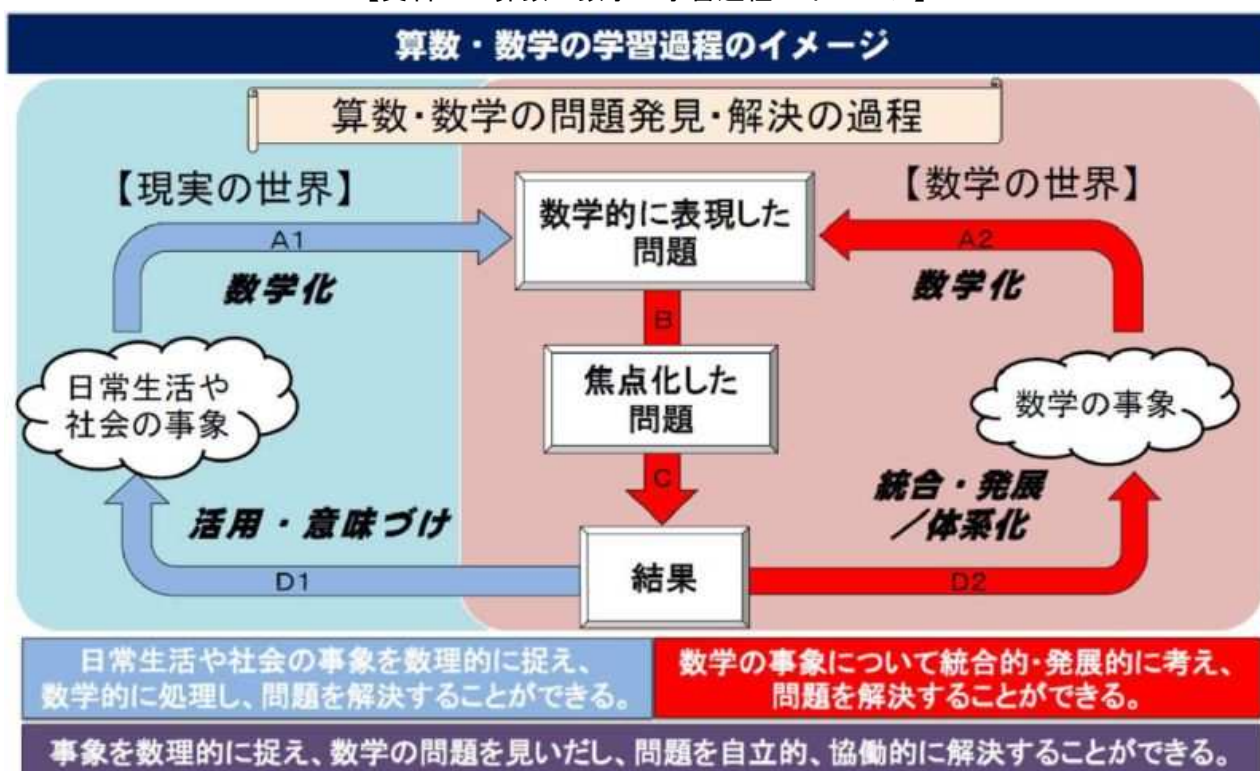 算数・数学の学習過程のイメージ
算数・数学の問題発見・解決の過程
【現実の世界】
【数学の世界】
数学的に表現した
問題
A1
数学化
A2
数学化
B
日常生活や
社会の事象
焦点化した
問題
数学の事象
C
活用・意味づけ
統合・発展
／体系化
D1
結果
D2
日常生活や社会の事象を数理的に捉え、
数学的に処理し、問題を解決することができる。
数学の事象について統合的・発展的に考え、
問題を解決することができる。
事象を数理的に捉え、数学の問題を見いだし、問題を自立的、協働的に解決することができる。